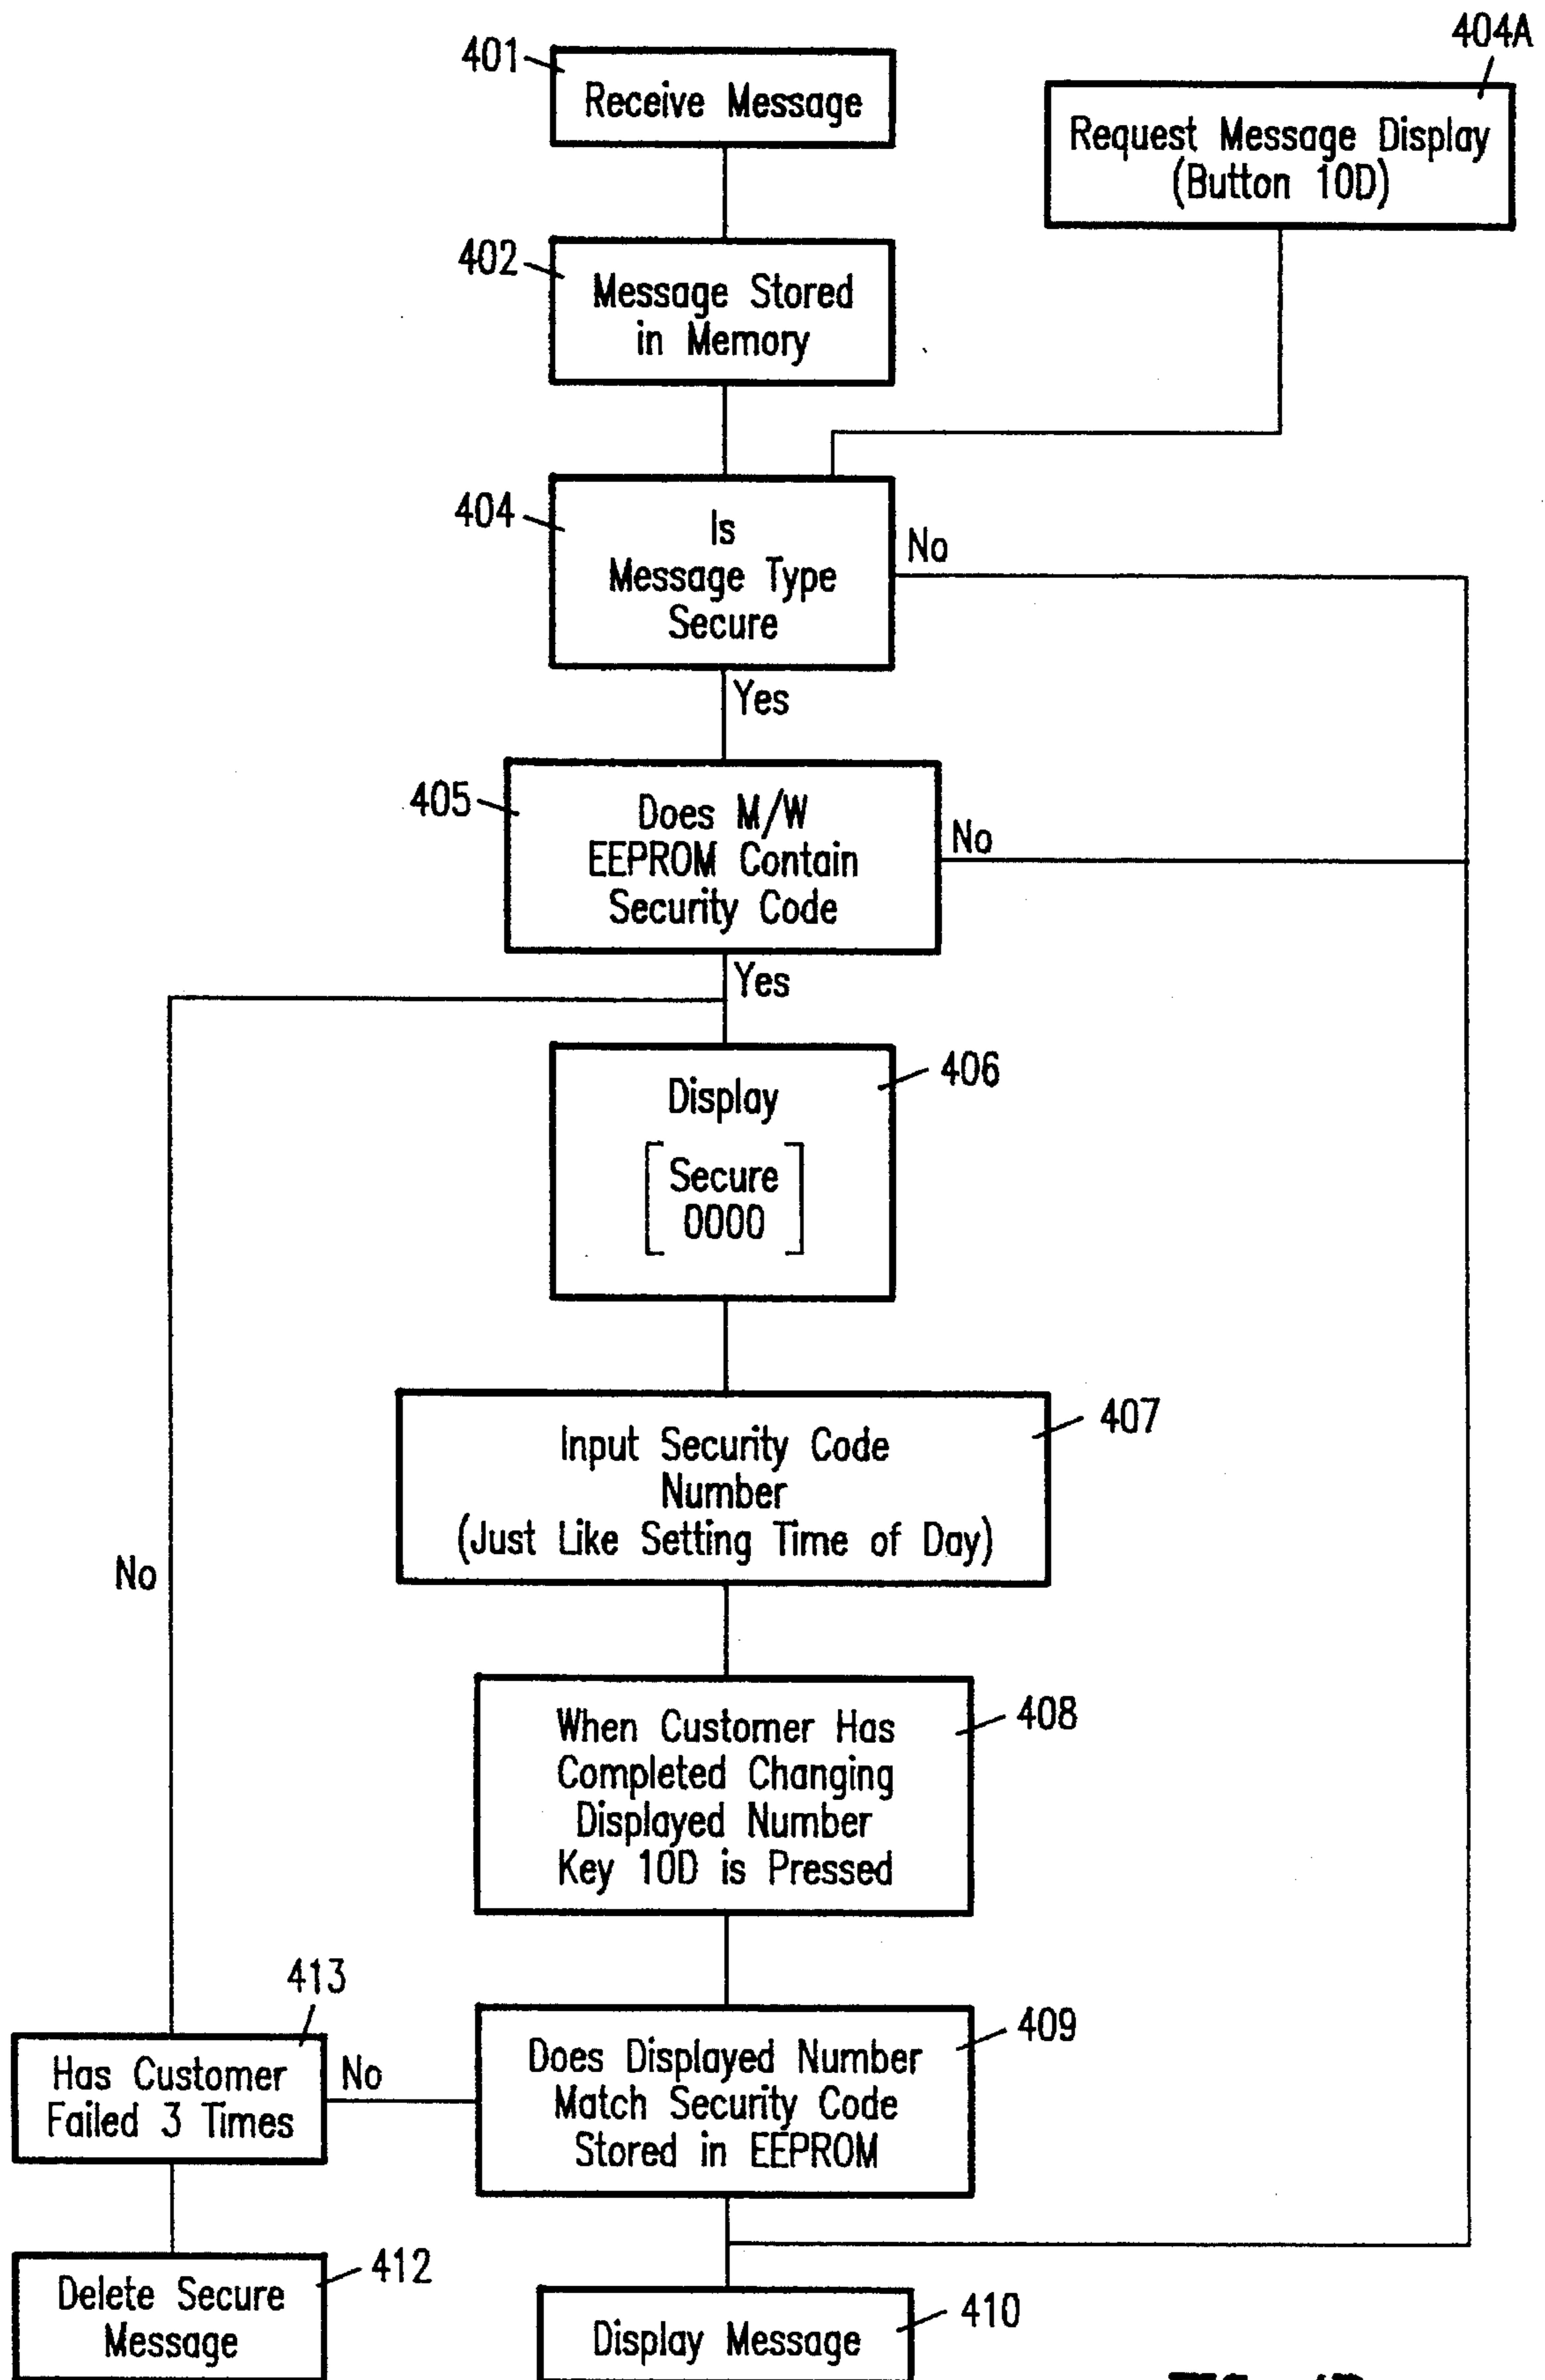 401
Receive Message
404A
Request Message Display
(Button 10D)
402
Message Stored
in Memory
404
Is
Message Type
Secure
No
Yes
405
Does M/W
EEPROM Contain
Security Code
No
Yes
406
Display
Secure
0000
407
Input Security Code
Number
(Just Like Setting Time of Day)
No
408
When Customer Has
Completed Changing
Displayed Number
Key 10D is Pressed
413
Has Customer
Failed 3 Times
No
409
Does Displayed Number
Match Security Code
Stored in EEPROM
412
Delete Secure
Message
410
Display Message